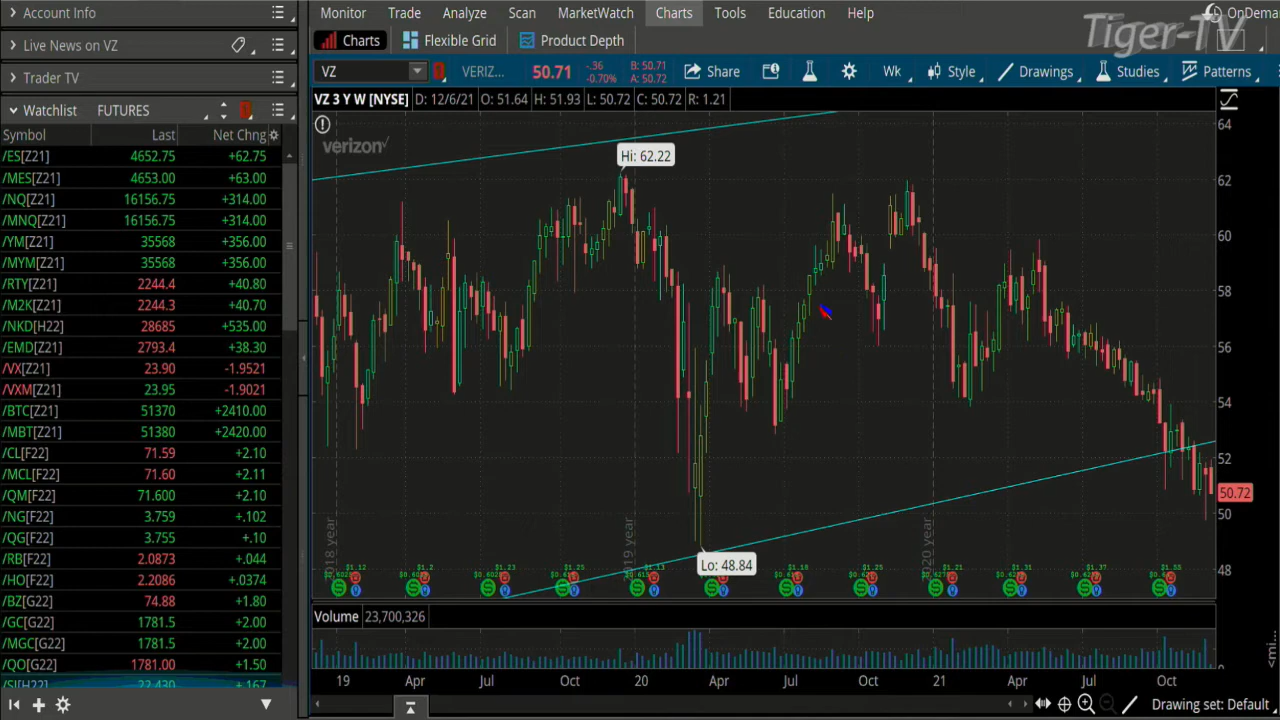 Account Info
Live News on VZ
Trader TV
Watchlist FUTURES
Symbol Last Net Chng
/ES[Z21] 4652.75 +62.75
/MES[Z21] 4653.00 +63.00
/NQ[Z21] 16156.75 +314.00
/MNQ[Z21] 16156.75 +314.00
/YM[Z21] 35568 +356.00
/MYM[Z21] 35568 +356.00
/RTY[Z21] 2244.4 +40.80
/M2K[Z21] 2244.3 +40.70
/NKD[H22] 28685 +535.00
/EMD[Z21] 2793.4 +38.30
/VX[Z21] 23.90 -1.9521
/VXM[Z21] 23.95 -1.9021
/BTC[Z21] 51370 +2410.00
/MBT[Z21] 51380 +2420.00
/CL[F22] 71.59 +2.10
/MCL[F22] 71.60 +2.11
/QM[F22] 71.600 +2.10
/NG[F22] 3.759 +.102
/QG[F22] 3.755 +.10
/RB[F22] 2.0873 +.044
/HO[F22] 2.2086 +.0374
/BZ[G22] 74.88 +1.80
/GC[G22] 1781.5 +2.00
/MGC[G22] 1781.5 +2.00
/QO[G22] 1781.00 +1.50
/SI[H22] 22.430 +.167
Monitor Trade Analyze Scan MarketWatch Charts Tools Education Help
Tiger-TV
OnDema
Charts Flexible Grid Product Depth
VZ VERIZ... 50.71 -.36 -0.70% B: 50.71 A: 50.72 Share Wk Style Drawings Studies Patterns
VZ 3 Y W [NYSE] D: 12/6/21 O: 51.64 H: 51.93 L: 50.72 C: 50.72 R: 1.21
verizon
Hi: 62.22
Lo: 48.84
64
62
60
58
56
54
52
50.72
50
48
2019 year
2020 year
Volume 23,700,326
19 Apr Jul Oct 20 Apr Jul Oct 21 Apr Jul Oct
Drawing set: Default